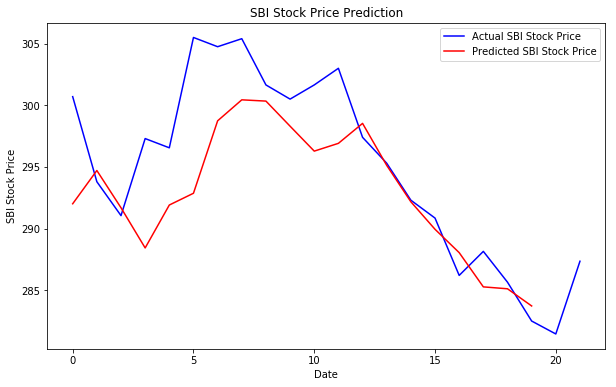 SBI Stock Price Prediction
Actual SBI Stock Price
Predicted SBI Stock Price
SBI Stock Price
305
300
295
290
285
0
5
10
15
20
Date